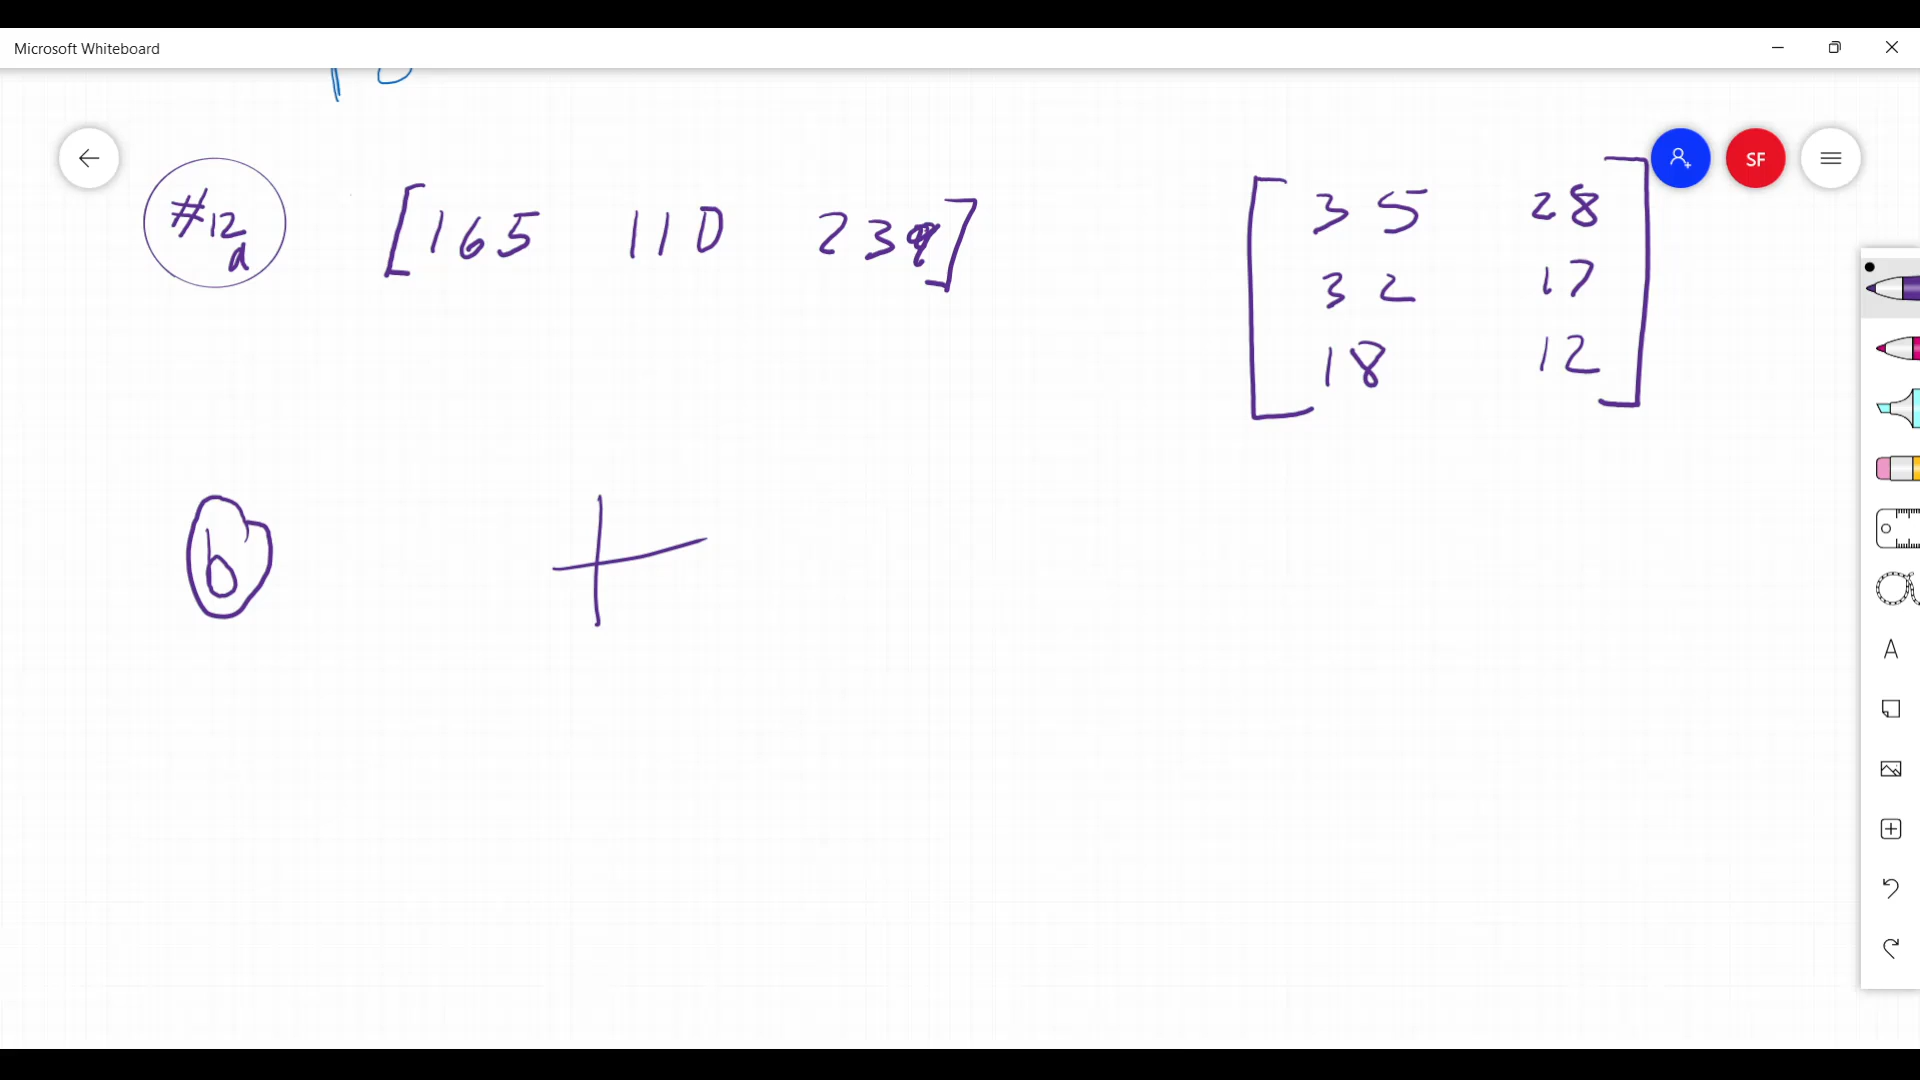 Microsoft Whiteboard
SF
#12
a
[165 110 239]
[35 28
32 17
18 12]
b
A